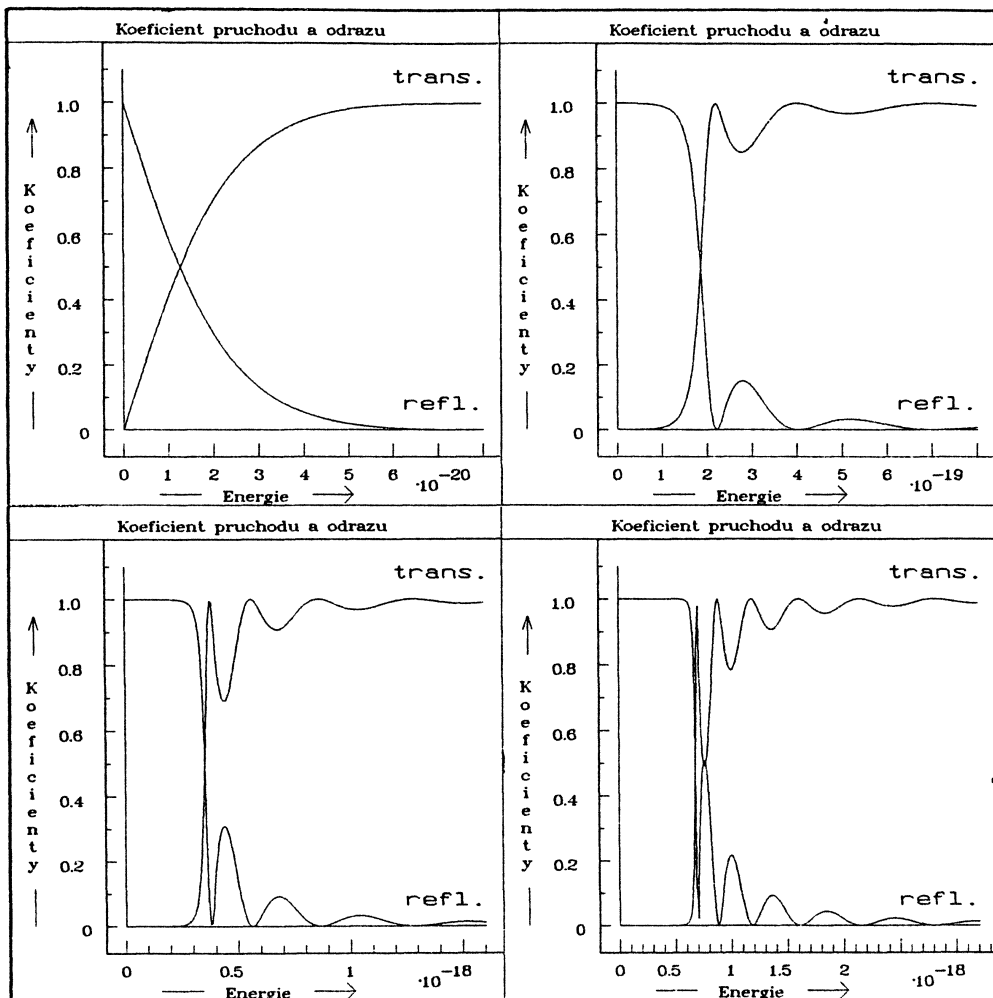 Koeficient pruchodu a odrazu
trans.
1.0
0.8
0.6
0.4
0.2
0
Koeficienty
refl.
0 1 2 3 4 5 6 ·10-20
Energie
Koeficient pruchodu a odrazu
trans.
1.0
0.8
0.6
0.4
0.2
0
Koeficienty
refl.
0 1 2 3 4 5 6 ·10-19
Energie
Koeficient pruchodu a odrazu
trans.
1.0
0.8
0.6
0.4
0.2
0
Koeficienty
refl.
0 0.5 1 ·10-18
Energie
Koeficient pruchodu a odrazu
trans.
1.0
0.8
0.6
0.4
0.2
0
Koeficienty
refl.
0 0.5 1 2 ·10-18
Energie